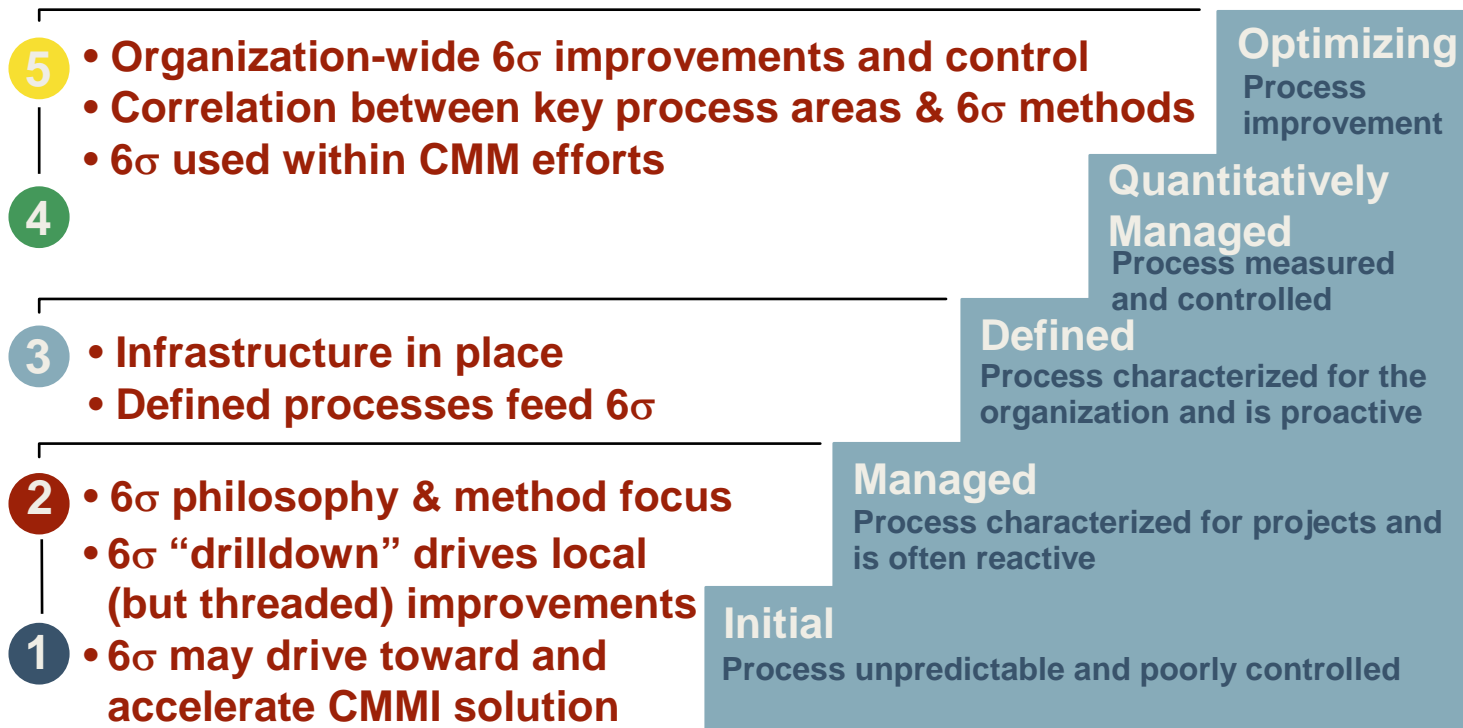 5
• Organization-wide 6σ improvements and control
• Correlation between key process areas & 6σ methods
• 6σ used within CMM efforts
4
Optimizing
Process
improvement
Quantitatively
Managed
Process measured
and controlled
3
• Infrastructure in place
• Defined processes feed 6σ
Defined
Process characterized for the
organization and is proactive
2
• 6σ philosophy & method focus
• 6σ “drilldown” drives local
(but threaded) improvements
1
• 6σ may drive toward and
accelerate CMMI solution
Managed
Process characterized for projects and
is often reactive
Initial
Process unpredictable and poorly controlled